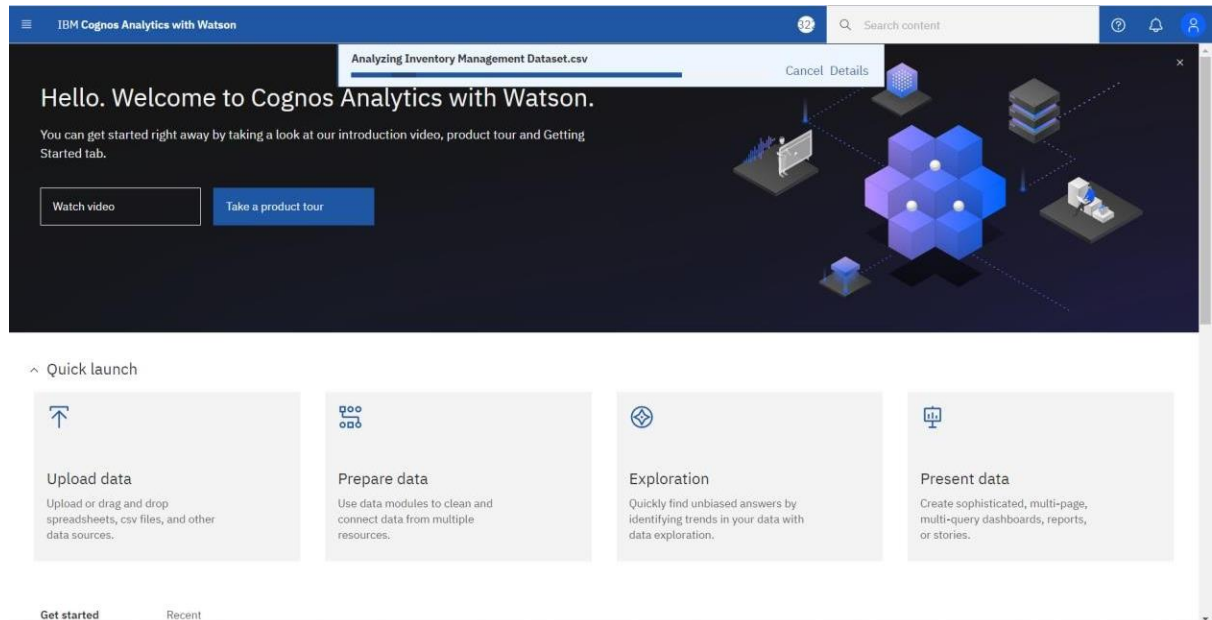 IBM Cognos Analytics with Watson
32
Search content
Analyzing Inventory Management Dataset.csv
Cancel Details
Hello. Welcome to Cognos Analytics with Watson.
You can get started right away by taking a look at our introduction video, product tour and Getting
Started tab.
Watch video
Take a product tour
Quick launch
Upload data
Upload or drag and drop
spreadsheets, csv files, and other
data sources.
Prepare data
Use data modules to clean and
connect data from multiple
resources.
Exploration
Quickly find unbiased answers by
identifying trends in your data with
data exploration.
Present data
Create sophisticated, multi-page,
multi-query dashboards, reports,
or stories.
Get started
Recent